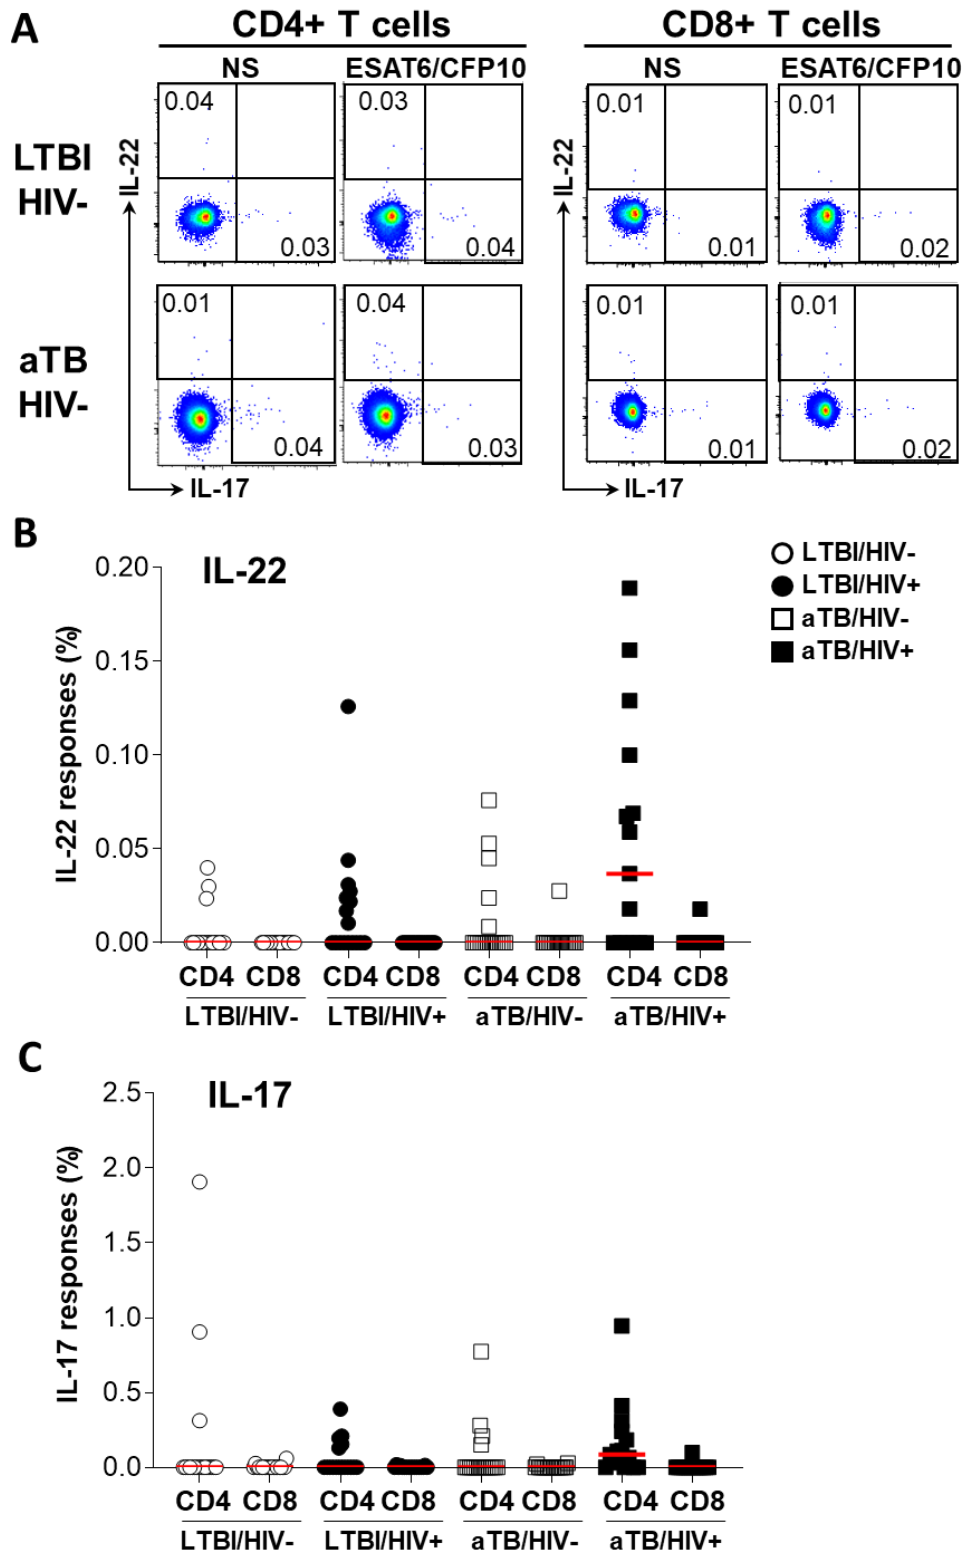 A
CD4+ T cells
CD8+ T cells
NS
ESAT6/CFP10
NS
ESAT6/CFP10
LTBI
HIV-
IL-22
0.04
0.03
0.03
0.04
IL-22
0.01
0.01
0.01
0.02
aTB
HIV-
0.01
0.04
0.04
0.03
0.01
0.01
0.01
0.02
IL-17
IL-17
B
IL-22
IL-22 responses (%)
0.20
0.15
0.10
0.05
0.00
LTBI/HIV-
LTBI/HIV+
aTB/HIV-
aTB/HIV+
CD4 CD8 CD4 CD8 CD4 CD8 CD4 CD8
LTBI/HIV- LTBI/HIV+ aTB/HIV- aTB/HIV+
C
IL-17
IL-17 responses (%)
2.5
2.0
1.5
1.0
0.5
0.0
CD4 CD8 CD4 CD8 CD4 CD8 CD4 CD8
LTBI/HIV- LTBI/HIV+ aTB/HIV- aTB/HIV+